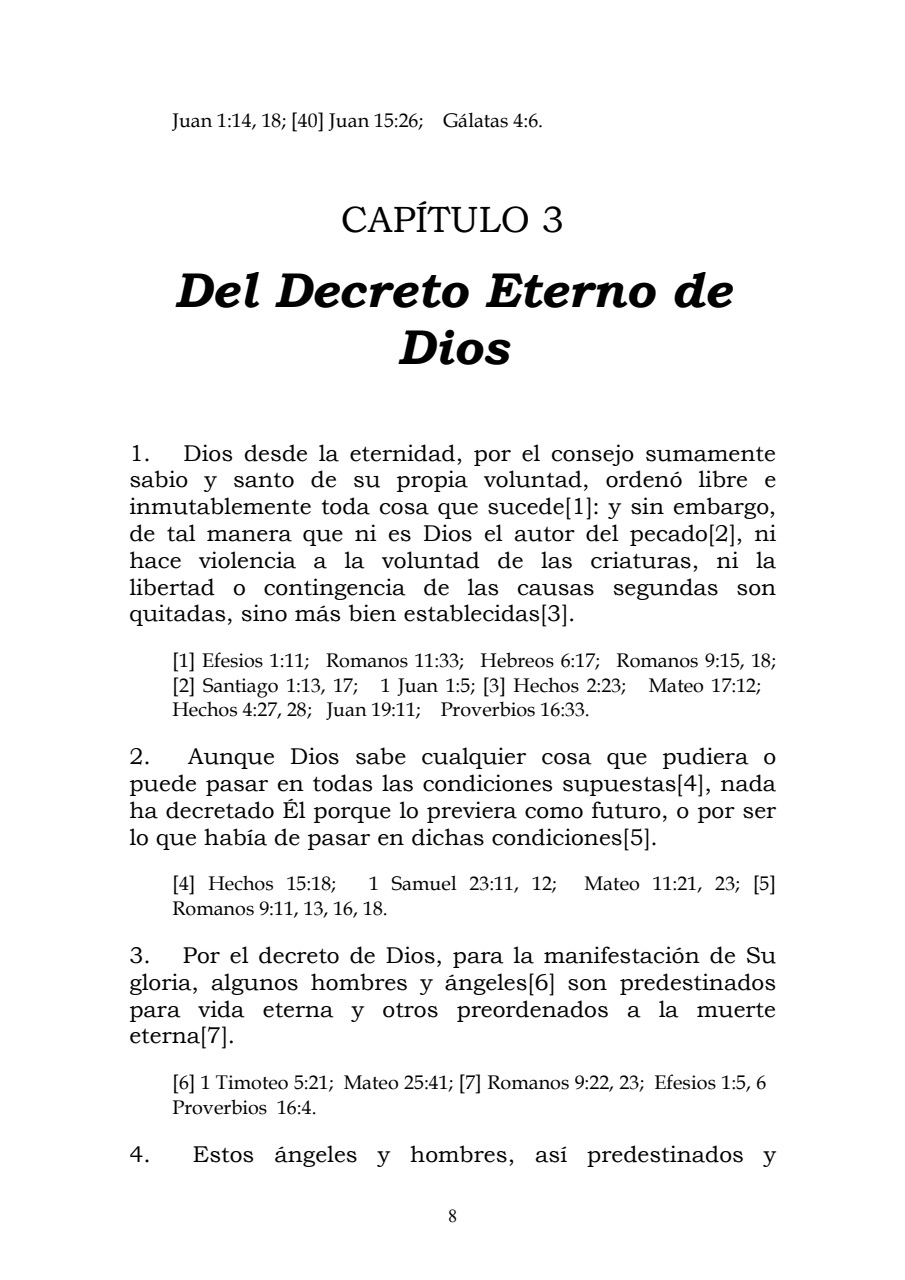 Juan 1:14, 18; [40] Juan 15:26; Gálatas 4:6.
CAPÍTULO 3
Del Decreto Eterno de
Dios
1. Dios desde la eternidad, por el consejo sumamente
sabio y santo de su propia voluntad, ordenó libre e
inmutablemente toda cosa que sucede[1]: y sin embargo,
de tal manera que ni es Dios el autor del pecado[2], ni
hace violencia a la voluntad de las criaturas, ni la
libertad o contingencia de las causas segundas son
quitadas, sino más bien establecidas[3].
[1] Efesios 1:11; Romanos 11:33; Hebreos 6:17; Romanos 9:15, 18;
[2] Santiago 1:13, 17; 1 Juan 1:5; [3] Hechos 2:23; Mateo 17:12;
Hechos 4:27, 28; Juan 19:11; Proverbios 16:33.
2. Aunque Dios sabe cualquier cosa que pudiera o
puede pasar en todas las condiciones supuestas[4], nada
ha decretado Él porque lo previera como futuro, o por ser
lo que había de pasar en dichas condiciones[5].
[4] Hechos 15:18; 1 Samuel 23:11, 12; Mateo 11:21, 23; [5]
Romanos 9:11, 13, 16, 18.
3. Por el decreto de Dios, para la manifestación de Su
gloria, algunos hombres y ángeles[6] son predestinados
para vida eterna y otros preordenados a la muerte
eterna[7].
[6] 1 Timoteo 5:21; Mateo 25:41; [7] Romanos 9:22, 23; Efesios 1:5, 6
Proverbios 16:4.
4. Estos ángeles y hombres, así predestinados y
8